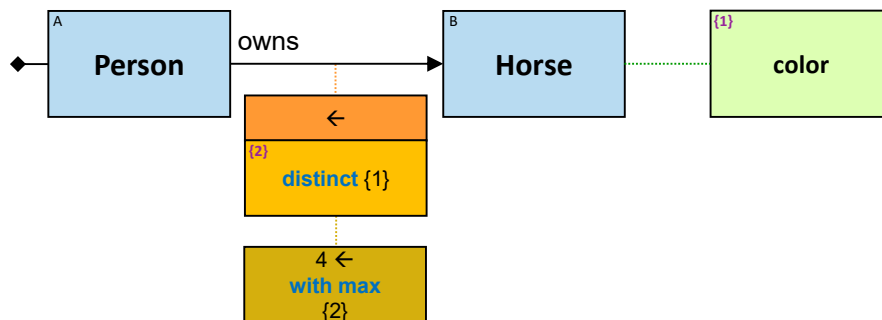 A
Person
owns
B
Horse
{1}
color
←
{2}
distinct {1}
4 ←
with max
{2}